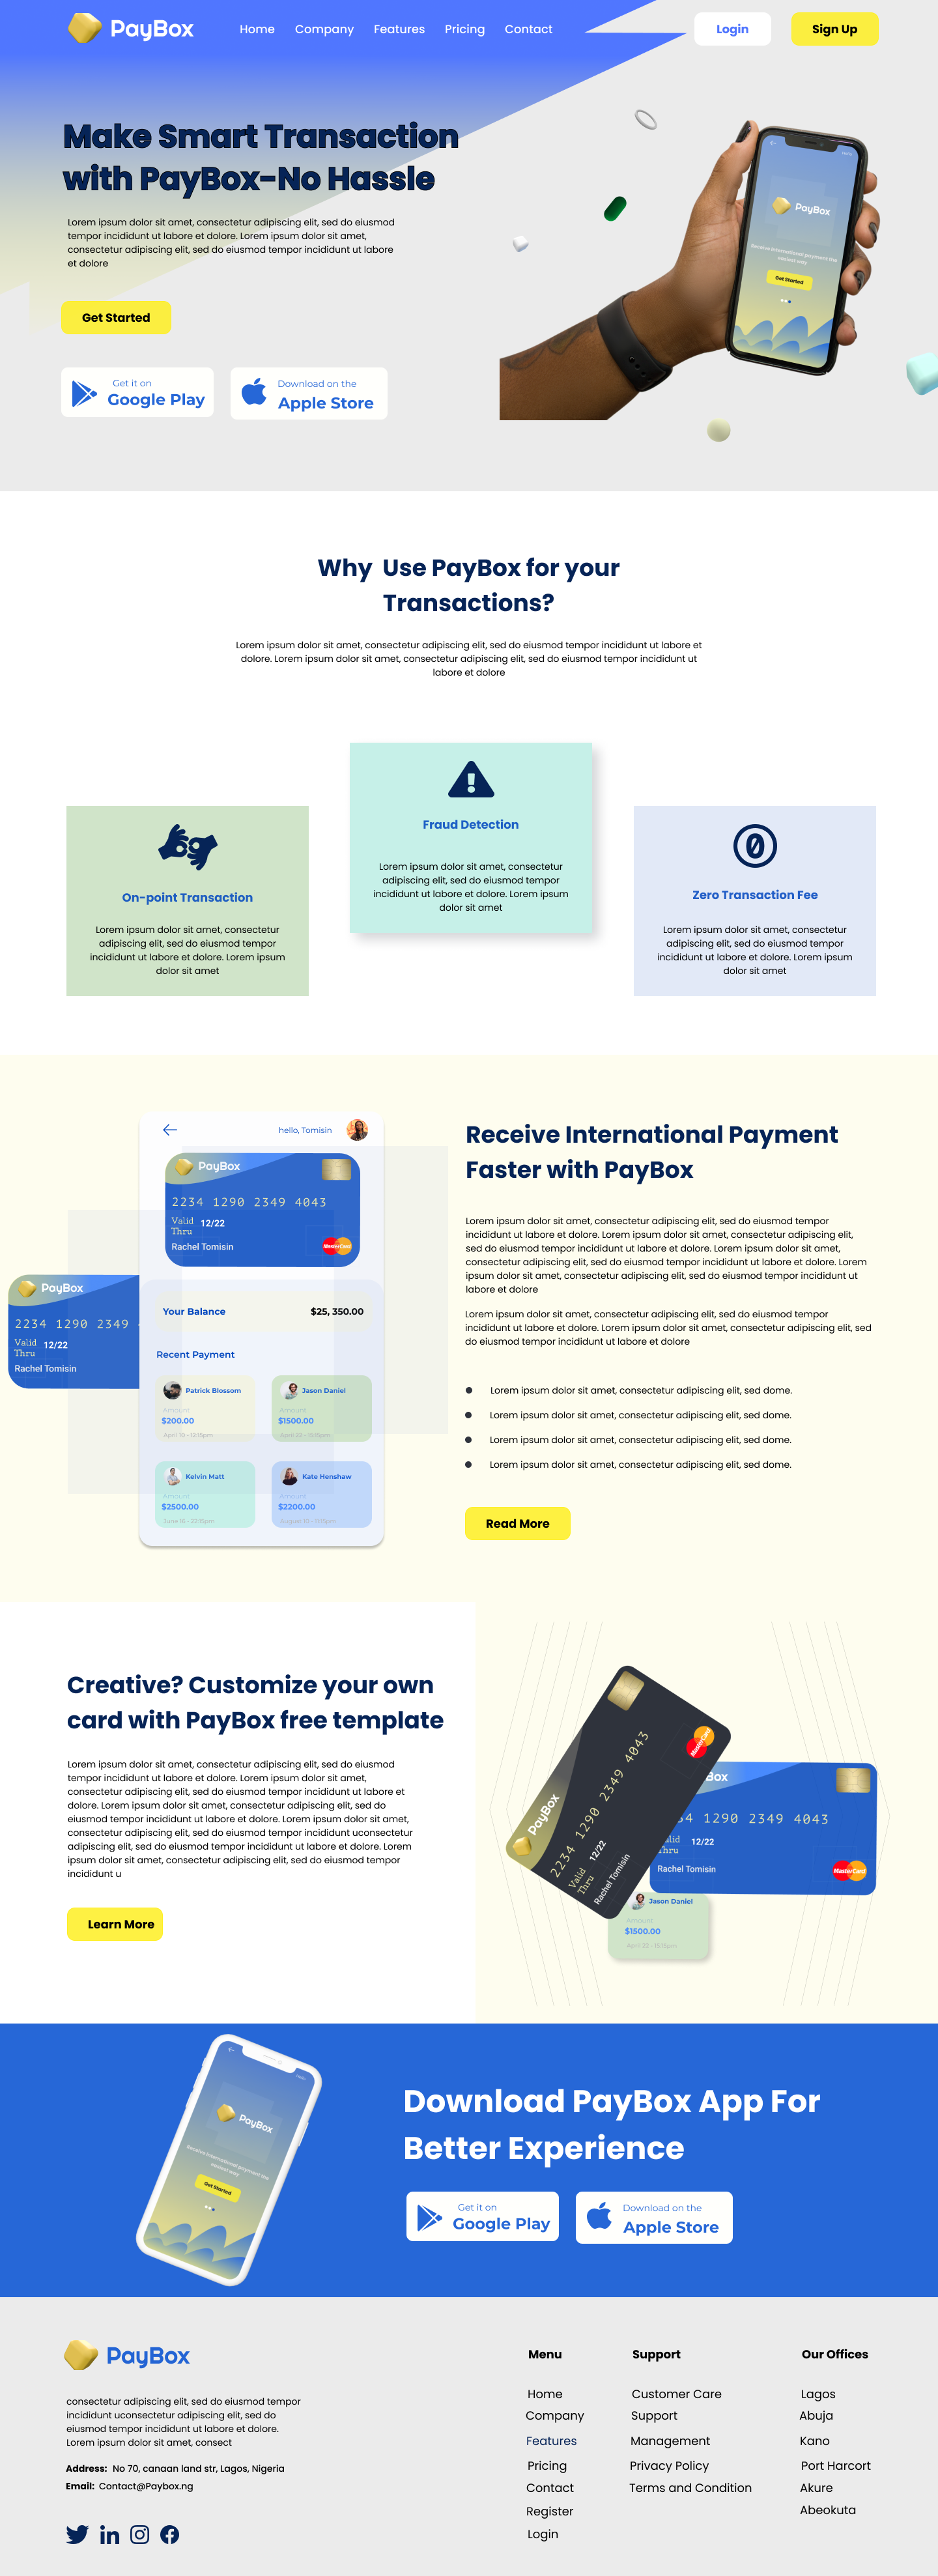 PayBox
Home Company Features Pricing Contact
Login
Sign Up
Make Smart Transaction
with PayBox-No Hassle
Lorem ipsum dolor sit amet, consectetur adipiscing elit, sed do eiusmod
tempor incididunt ut labore et dolore. Lorem ipsum dolor sit amet,
consectetur adipiscing elit, sed do eiusmod tempor incididunt ut labore
et dolore
Get Started
Get it on
Google Play
Download on the
Apple Store
Hello
PayBox
Receive international payment the
easiest way
Get Started
Why Use PayBox for your
Transactions?
Lorem ipsum dolor sit amet, consectetur adipiscing elit, sed do eiusmod tempor incididunt ut labore et
dolore. Lorem ipsum dolor sit amet, consectetur adipiscing elit, sed do eiusmod tempor incididunt ut
labore et dolore
On-point Transaction
Lorem ipsum dolor sit amet, consectetur
adipiscing elit, sed do eiusmod tempor
incididunt ut labore et dolore. Lorem ipsum
dolor sit amet
Fraud Detection
Lorem ipsum dolor sit amet, consectetur
adipiscing elit, sed do eiusmod tempor
incididunt ut labore et dolore. Lorem ipsum
dolor sit amet
0
Zero Transaction Fee
Lorem ipsum dolor sit amet, consectetur
adipiscing elit, sed do eiusmod tempor
incididunt ut labore et dolore. Lorem ipsum
dolor sit amet
hello, Tomisin
PayBox
2234 1290 2349 4043
Valid
Thru
12/22
Rachel Tomisin
MasterCard
PayBox
2234 1290 2349
Valid
Thru
12/22
Rachel Tomisin
Your Balance $25, 350.00
Recent Payment
Patrick Blossom
Amount
$200.00
April 10 - 13:15pm
Jason Daniel
Amount
$1500.00
April 22 - 15:15pm
Kelvin Matt
Amount
$2500.00
June 16 - 22:15pm
Kate Henshaw
Amount
$2200.00
Receive International Payment
Faster with PayBox
Lorem ipsum dolor sit amet, consectetur adipiscing elit, sed do eiusmod tempor
incididunt ut labore et dolore. Lorem ipsum dolor sit amet, consectetur adipiscing elit,
sed do eiusmod tempor incididunt ut labore et dolore. Lorem ipsum dolor sit amet,
consectetur adipiscing elit, sed do eiusmod tempor incididunt ut labore et dolore. Lorem
ipsum dolor sit amet, consectetur adipiscing elit, sed do eiusmod tempor incididunt ut
labore et dolore
Lorem ipsum dolor sit amet, consectetur adipiscing elit, sed do eiusmod tempor
incididunt ut labore et dolore. Lorem ipsum dolor sit amet, consectetur adipiscing elit, sed
do eiusmod tempor incididunt ut labore et dolore
Lorem ipsum dolor sit amet, consectetur adipiscing elit, sed dome.
Lorem ipsum dolor sit amet, consectetur adipiscing elit, sed dome.
Lorem ipsum dolor sit amet, consectetur adipiscing elit, sed dome.
Lorem ipsum dolor sit amet, consectetur adipiscing elit, sed dome.
Read More
Creative? Customize your own
card with PayBox free template
Lorem ipsum dolor sit amet, consectetur adipiscing elit, sed do eiusmod
tempor incididunt ut labore et dolore. Lorem ipsum dolor sit amet,
consectetur adipiscing elit, sed do eiusmod tempor incididunt ut labore et
dolore. Lorem ipsum dolor sit amet, consectetur adipiscing elit, sed do
eiusmod tempor incididunt ut labore et dolore. Lorem ipsum dolor sit amet,
consectetur adipiscing elit, sed do eiusmod tempor incididunt uconsectetur
adipiscing elit, sed do eiusmod tempor incididunt ut labore et dolore. Lorem
ipsum dolor sit amet, consectetur adipiscing elit, sed do eiusmod tempor
incididunt u
Learn More
PayBox
2234 1290 2349 4043
Valid
Thru
12/22
Rachel Tomisin
MasterCard
Box
4 1290 2349 4043
alid
Thru
12/22
Rachel Tomisin
MasterCard
Jason Daniel
Amount
$1500.00
April 22 - 15:15pm
Hello
PayBox
Receive international payment the
easiest way
Get Started
Download PayBox App For
Better Experience
Get it on
Google Play
Download on the
Apple Store
PayBox
consectetur adipiscing elit, sed do eiusmod tempor
incididunt uconsectetur adipiscing elit, sed do
eiusmod tempor incididunt ut labore et dolore.
Lorem ipsum dolor sit amet, consect
Address: No 70, canaan land str, Lagos, Nigeria
Email: Contact@Paybox.ng
Menu
Home
Company
Features
Pricing
Contact
Register
Login
Support
Customer Care
Support
Management
Privacy Policy
Terms and Condition
Our Offices
Lagos
Abuja
Kano
Port Harcort
Akure
Abeokuta